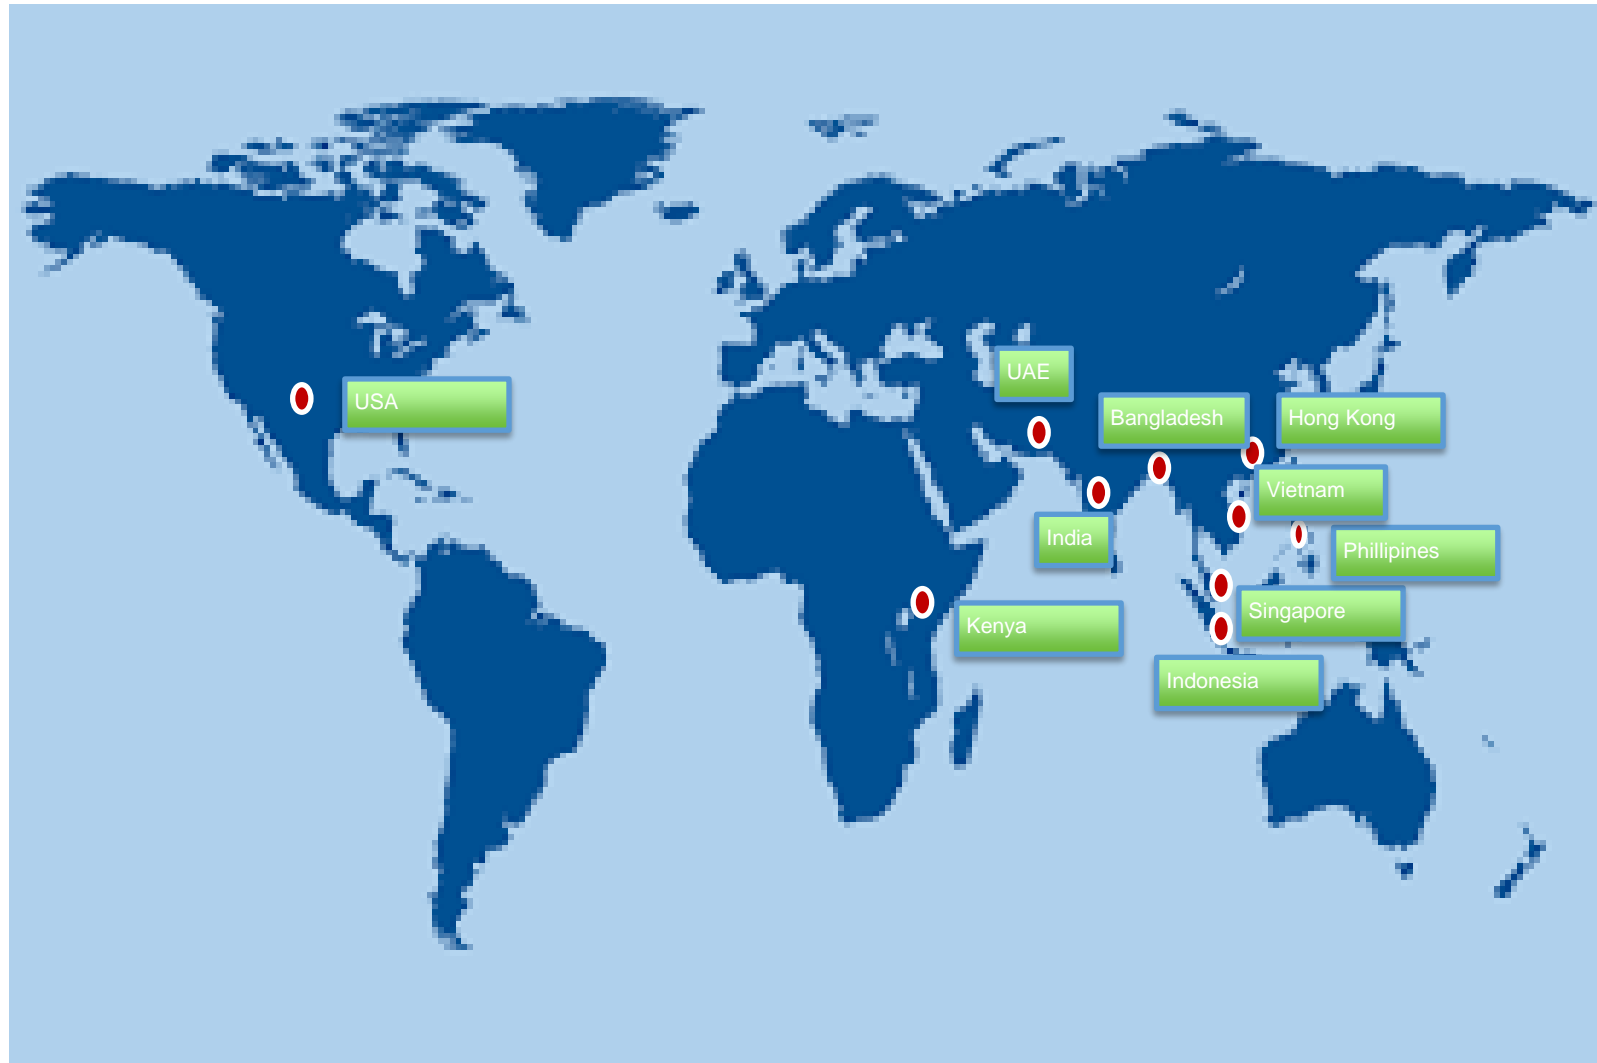 UAE
USA
Bangladesh
Hong Kong
Vietnam
India
Phillipines
Singapore
Kenya
Indonesia